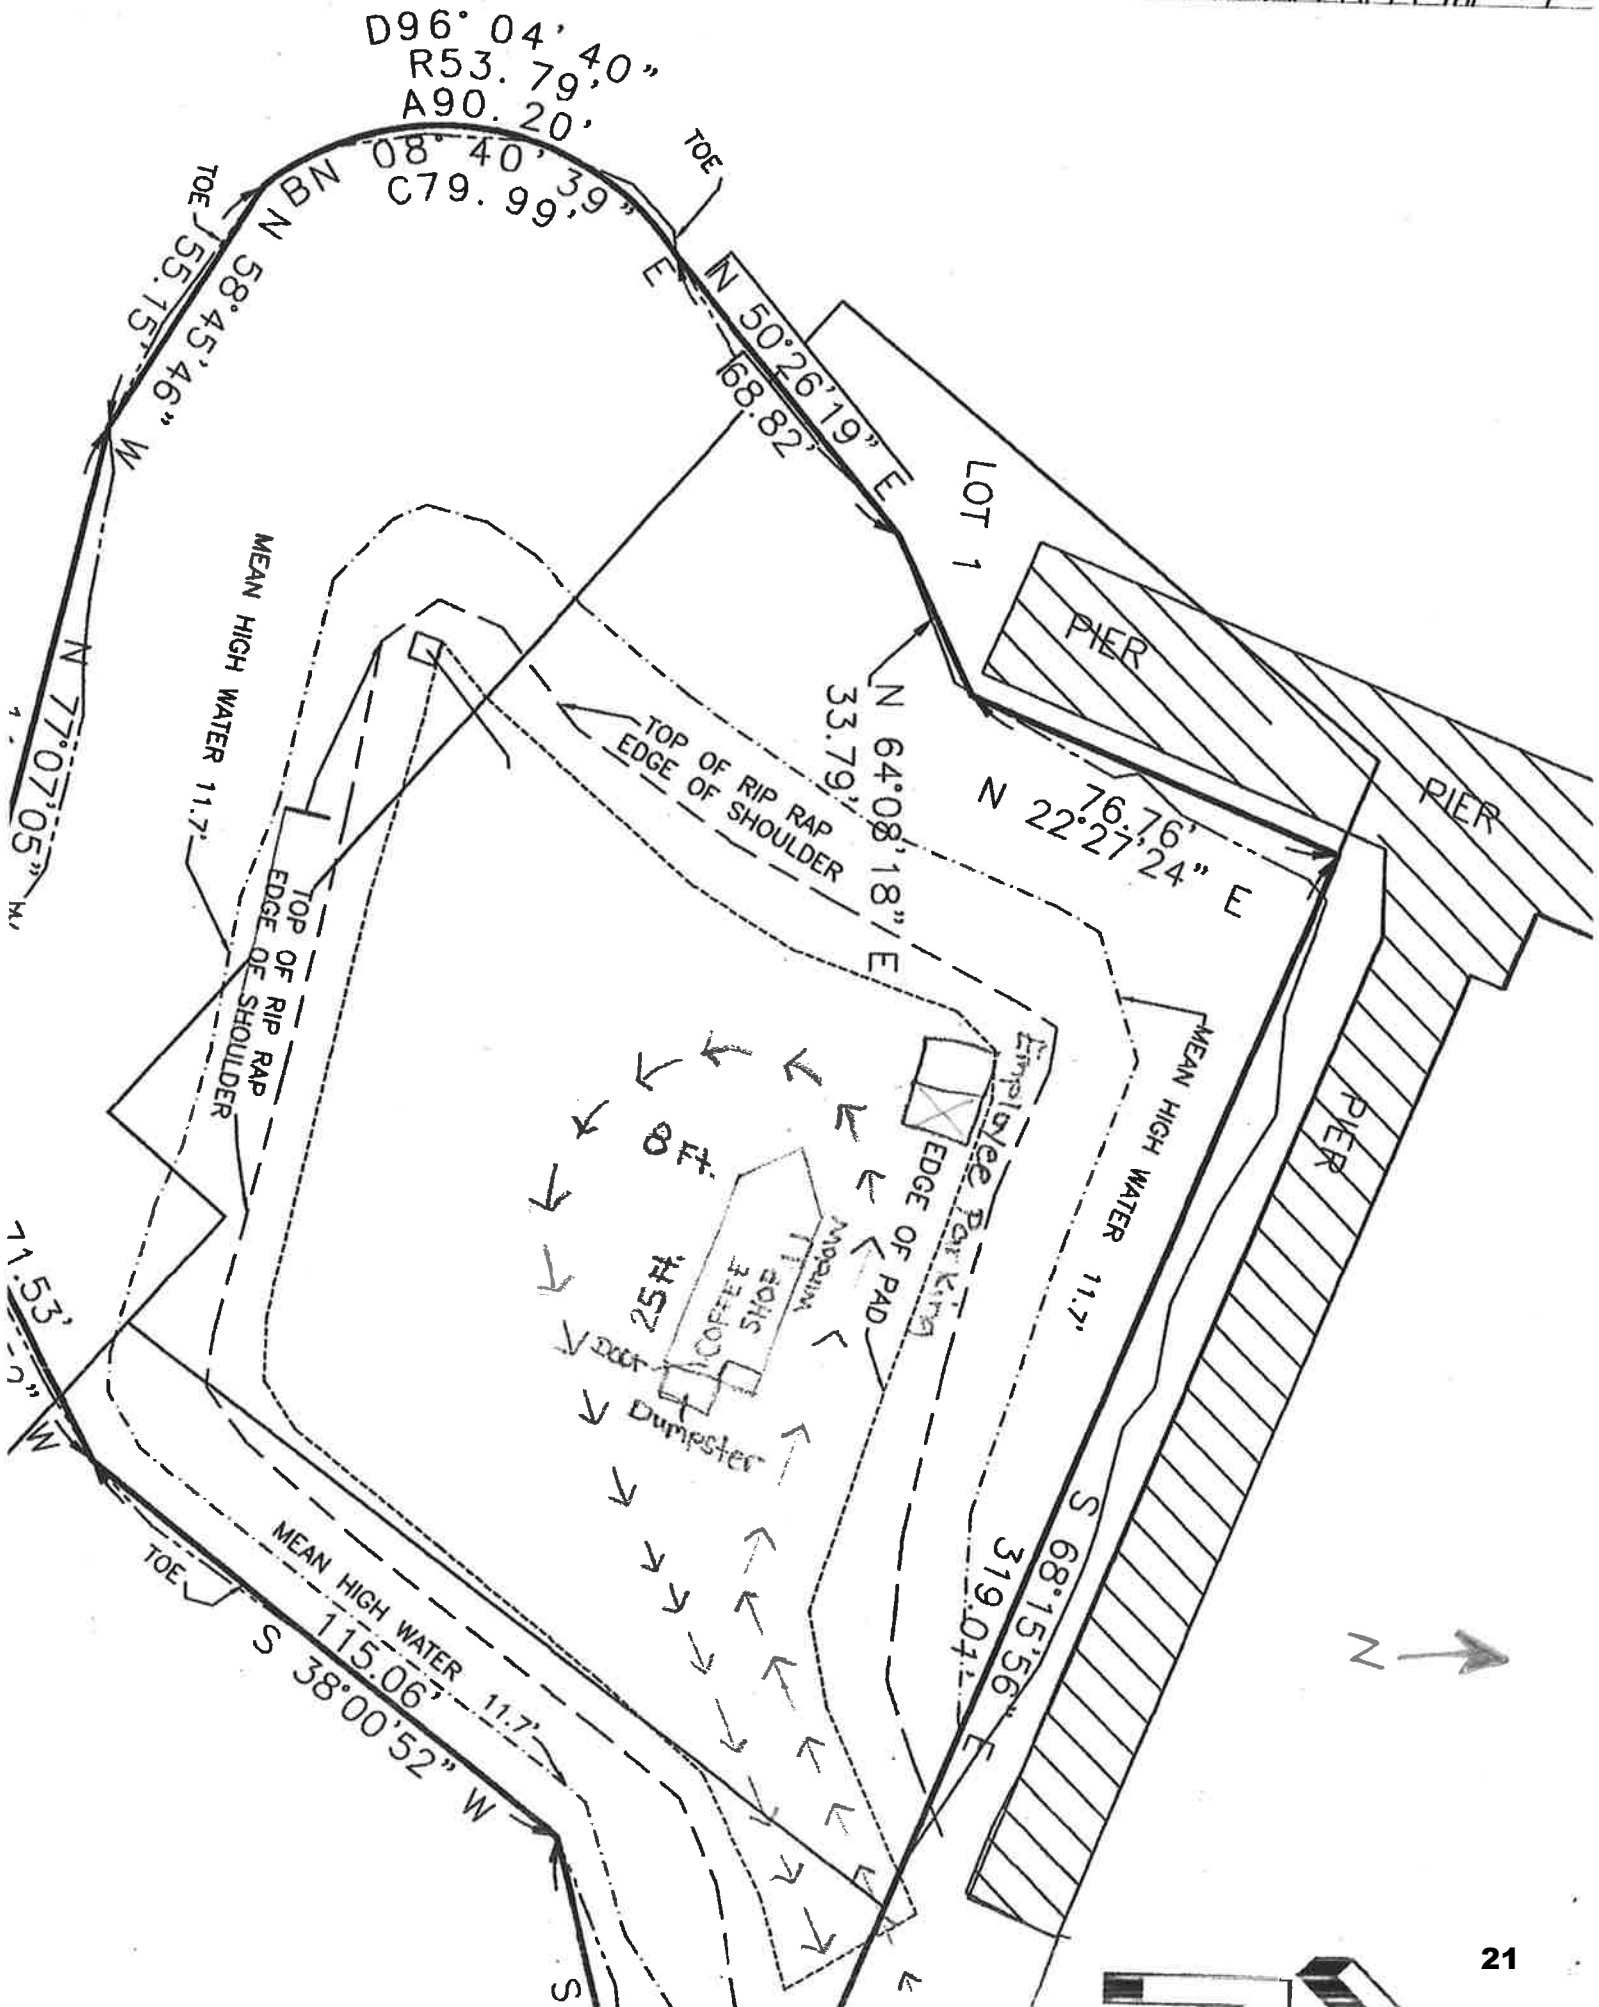 D96° 04' 40"
R53. 79'
A90. 20'
BN 08° 40' 39" E
C79. 99'
TOE
TOE
N 58°45'46" W
55.15'
N 50°26'19" E
68.82'
LOT 1
PIER
PIER
PIER
MEAN HIGH WATER 11.7'
N 77°07'05"
N 64°08'18" E
33.79'
76.76'
N 22°27'24" E
TOP OF RIP RAP
EDGE OF SHOULDER
TOP OF RIP RAP
EDGE OF SHOULDER
MEAN HIGH WATER 11.7'
Employee Parking
EDGE OF PAD
8 ft.
25 ft.
COFFEE
SHOP
Window
Door
Dumpster
71.53'
W
S 68°15'56" E
319.01'
N
MEAN HIGH WATER 11.7'
TOE
115.06'
S 38°00'52" W
S
21